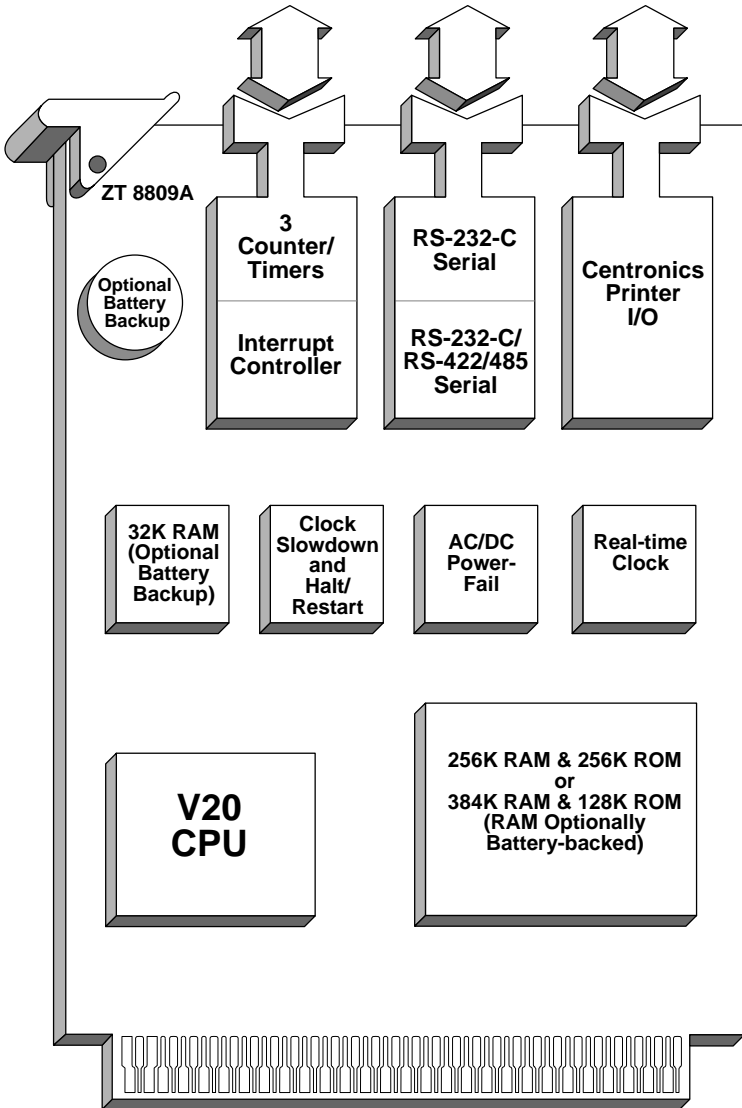 ZT 8809A
Optional
Battery
Backup
3
Counter/
Timers
Interrupt
Controller
RS-232-C
Serial
RS-232-C/
RS-422/485
Serial
Centronics
Printer
I/O
32K RAM
(Optional
Battery
Backup)
Clock
Slowdown
and
Halt/
Restart
AC/DC
Power-
Fail
Real-time
Clock
V20
CPU
256K RAM & 256K ROM
or
384K RAM & 128K ROM
(RAM Optionally
Battery-backed)